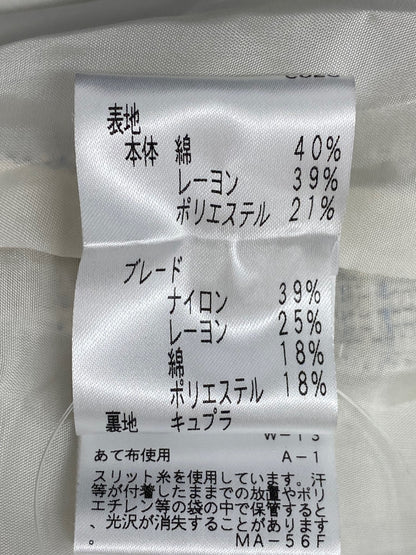 表地
本体 綿 40%
レーヨン 39%
ポリエステル 21%
ブレード
ナイロン 39%
レーヨン 25%
綿 18%
ポリエステル 18%
裏地 キュプラ
W-13
あて布使用 A-1
スリット糸を使用しています。汗
等が付着したままでの放置やポリ
エチレン等の袋の中で保管すると
、光沢が消失することがあります
。 MA-56F